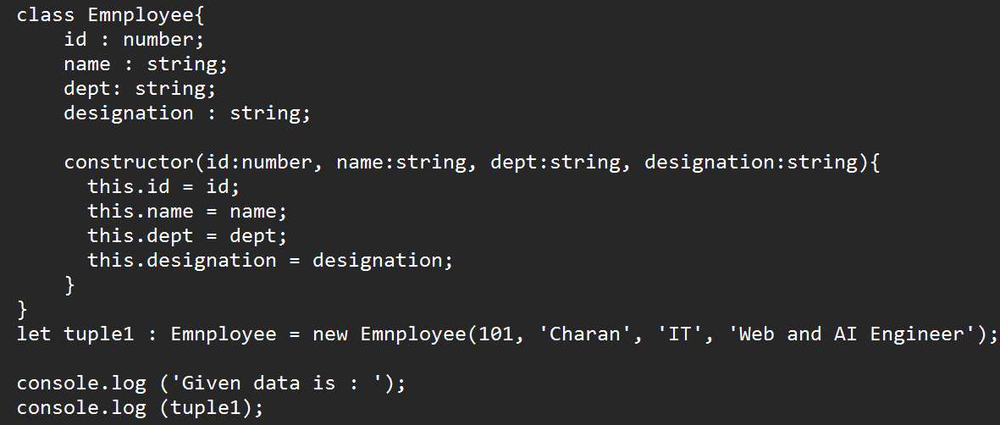 class Emnployee{
    id : number;
    name : string;
    dept: string;
    designation : string;

    constructor(id:number, name:string, dept:string, designation:string){
      this.id = id;
      this.name = name;
      this.dept = dept;
      this.designation = designation;
    }
}
let tuple1 : Emnployee = new Emnployee(101, 'Charan', 'IT', 'Web and AI Engineer');

console.log ('Given data is : ');
console.log (tuple1);